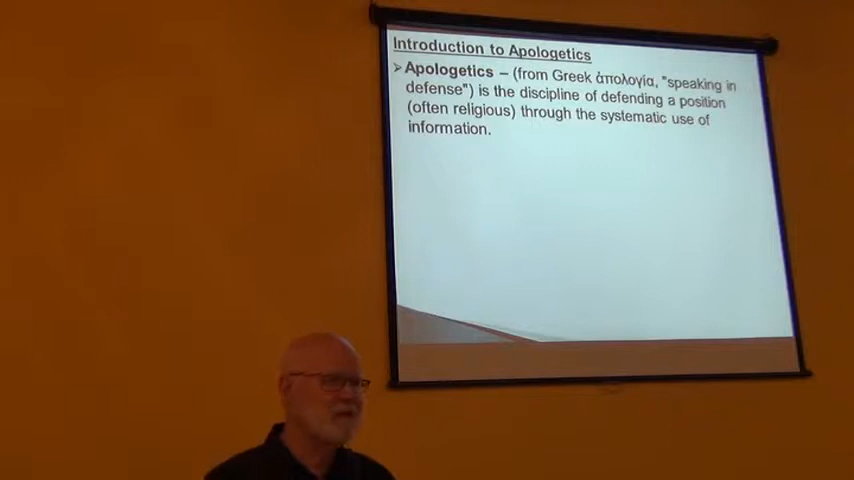 Introduction to Apologetics
➢Apologetics – (from Greek ἀπολογία, "speaking in
defense") is the discipline of defending a position
(often religious) through the systematic use of
information.